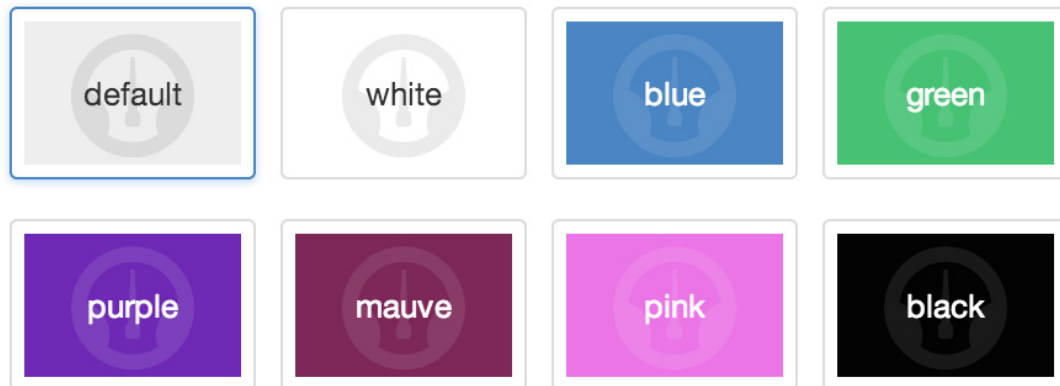 default
white
blue
green
purple
mauve
pink
black